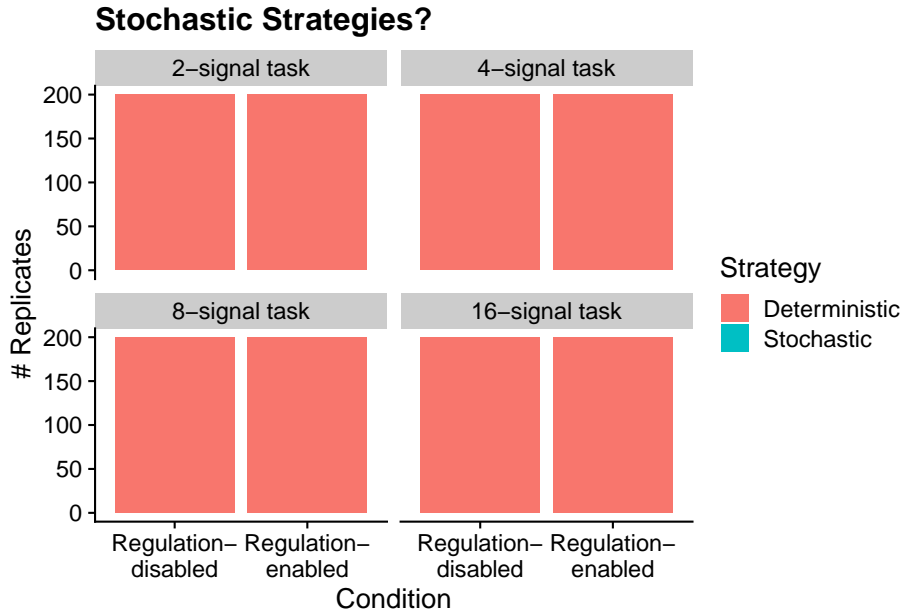 Stochastic Strategies?
2−signal task
4−signal task
200
150
100
50
0
8−signal task
16−signal task
200
150
100
50
0
# Replicates
Regulation−
disabled
Regulation−
enabled
Regulation−
disabled
Regulation−
enabled
Condition
Strategy
Deterministic
Stochastic